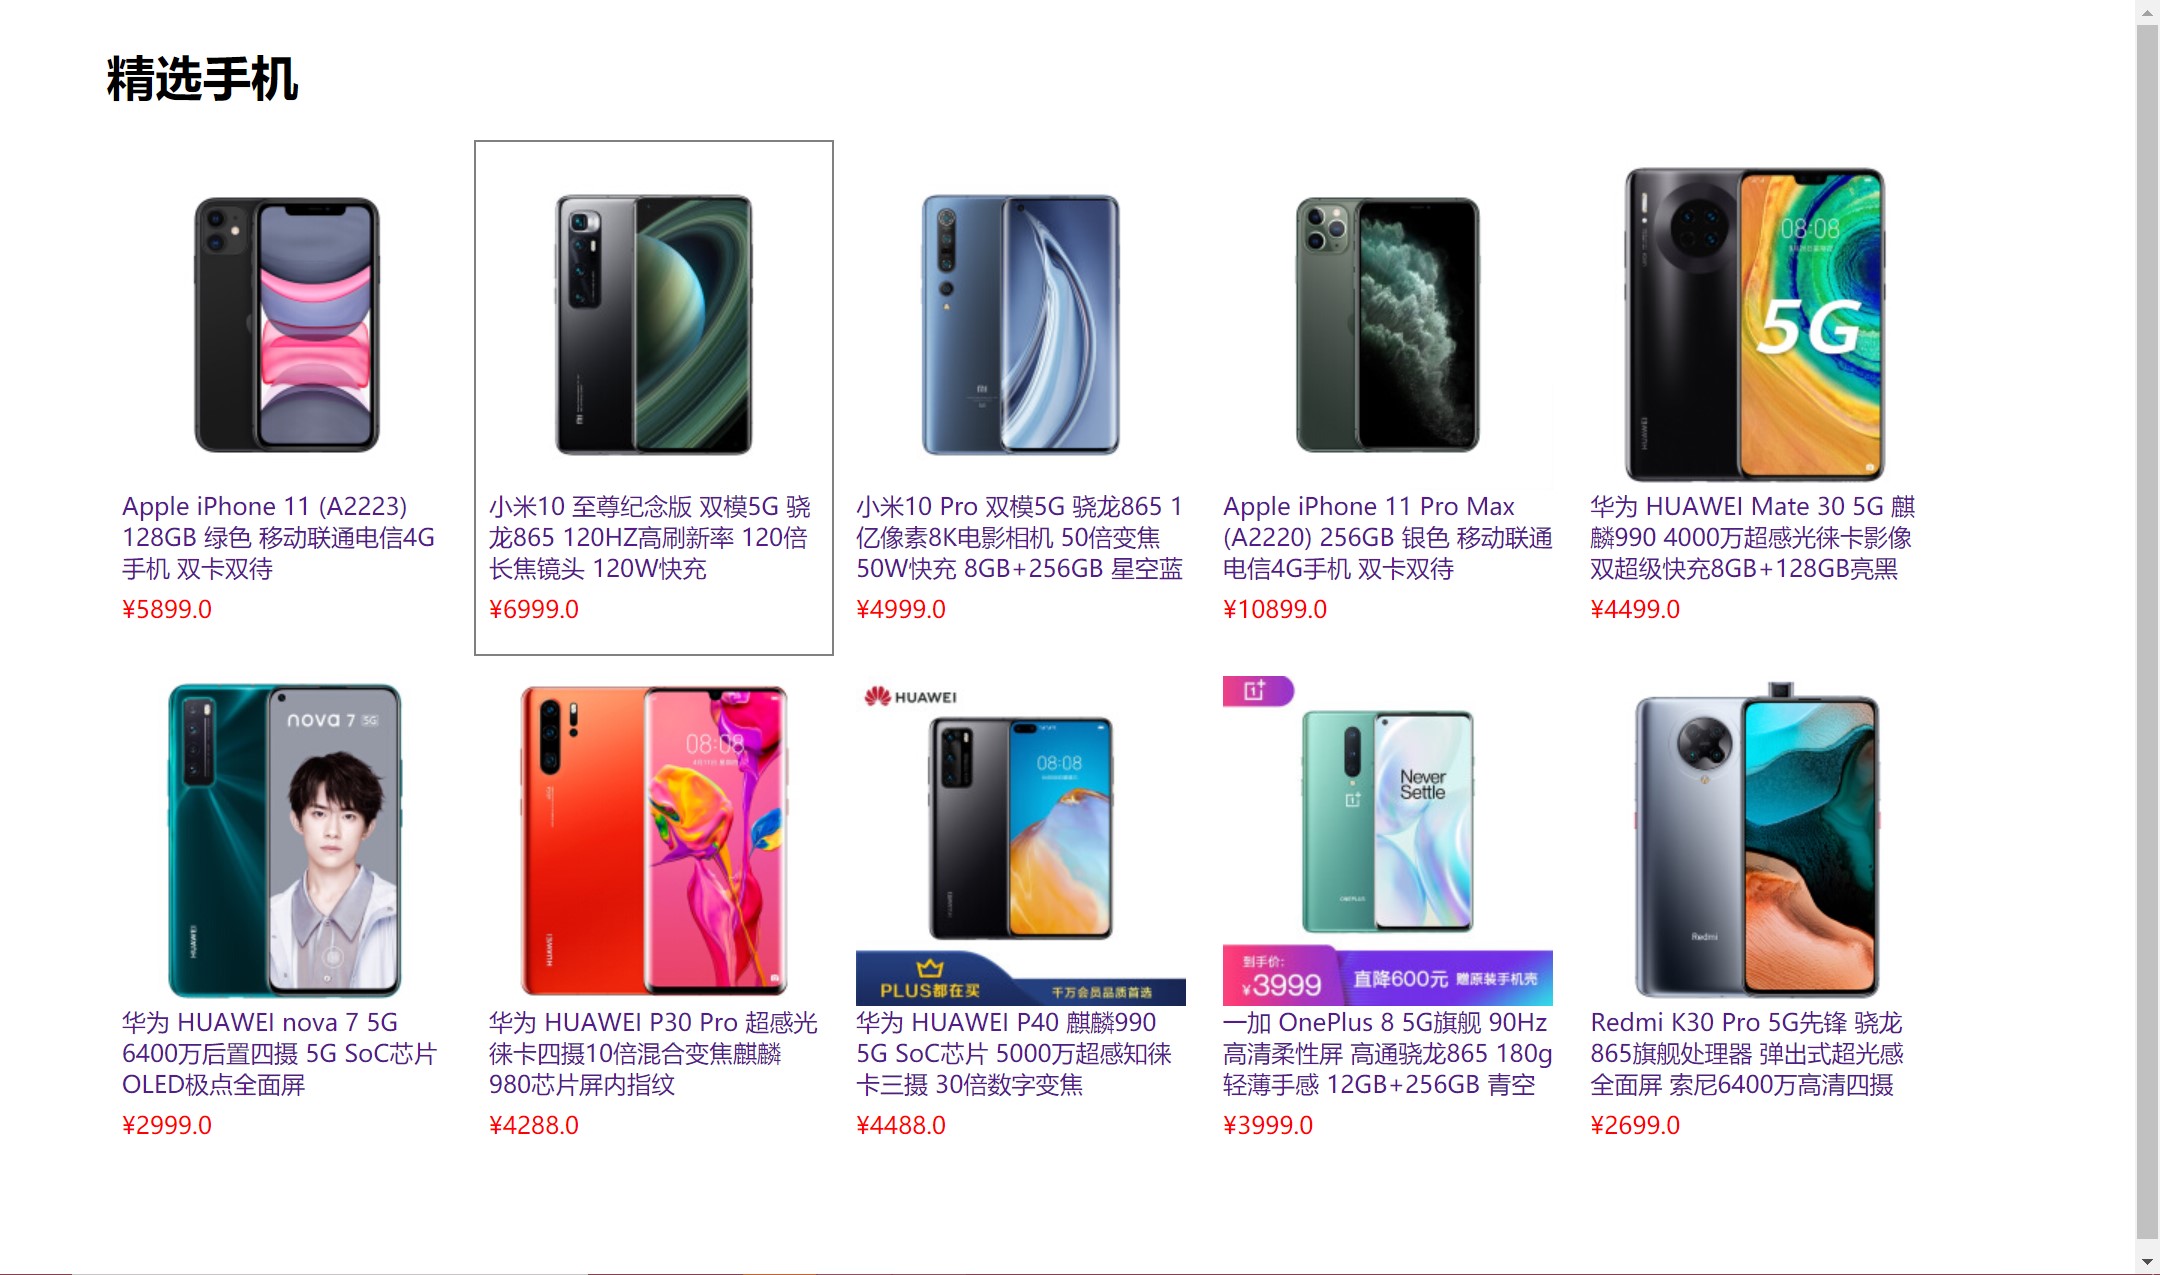 精选手机
08:08
5G
Apple iPhone 11 (A2223)
128GB 绿色 移动联通电信4G
手机 双卡双待
¥5899.0
小米10 至尊纪念版 双模5G 骁
龙865 120HZ高刷新率 120倍
长焦镜头 120W快充
¥6999.0
小米10 Pro 双模5G 骁龙865 1
亿像素8K电影相机 50倍变焦
50W快充 8GB+256GB 星空蓝
¥4999.0
Apple iPhone 11 Pro Max
(A2220) 256GB 银色 移动联通
电信4G手机 双卡双待
¥10899.0
华为 HUAWEI Mate 30 5G 麒
麟990 4000万超感光徕卡影像
双超级快充8GB+128GB亮黑
¥4499.0
nova 7 5G
HUAWEI
08:08
HUAWEI
HUAWEI
08:08
PLUS都在买
千万会员品质首选
Never
Settle
ONEPLUS
到手价:
¥3999
直降600元 赠原装手机壳
Redmi
华为 HUAWEI nova 7 5G
6400万后置四摄 5G SoC芯片
OLED极点全面屏
¥2999.0
华为 HUAWEI P30 Pro 超感光
徕卡四摄10倍混合变焦麒麟
980芯片屏内指纹
¥4288.0
华为 HUAWEI P40 麒麟990
5G SoC芯片 5000万超感知徕
卡三摄 30倍数字变焦
¥4488.0
一加 OnePlus 8 5G旗舰 90Hz
高清柔性屏 高通骁龙865 180g
轻薄手感 12GB+256GB 青空
¥3999.0
Redmi K30 Pro 5G先锋 骁龙
865旗舰处理器 弹出式超光感
全面屏 索尼6400万高清四摄
¥2699.0